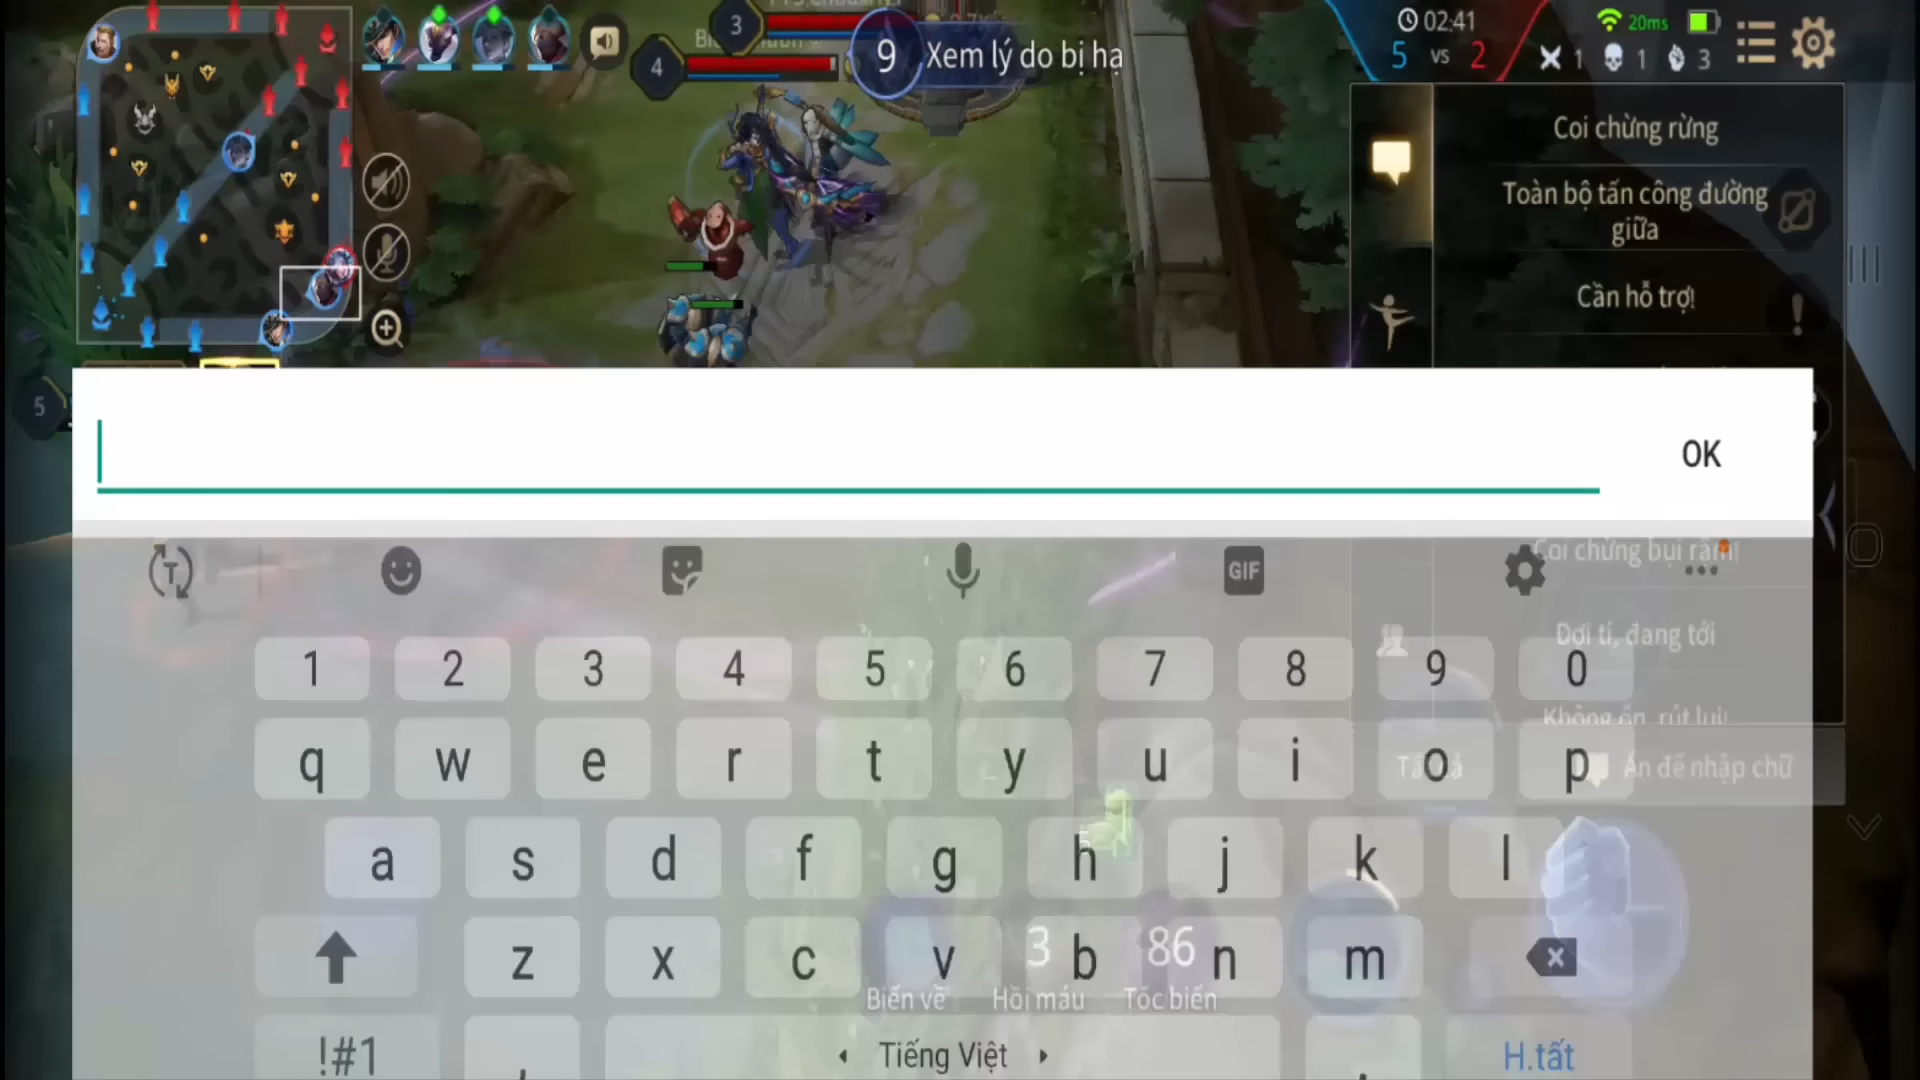 3
4
9 Xem lý do bị hạ
02:41
5 vs 2
20ms
1 1 3
Coi chừng rừng
Toàn bộ tấn công đường
giữa
Cần hỗ trợ!
5
OK
Coi chừng bụi rậm!
GIF
Đợi tí, đang tới
1 2 3 4 5 6 7 8 9 0
Không ổn, rút lui!
q w e r t y u i o p
Tất cả
Ấn để nhập chữ
a s d f g h j k l
z x c v b n m
3 86
Biến về Hồi máu Tốc biến
!#1 , Tiếng Việt . H.tất